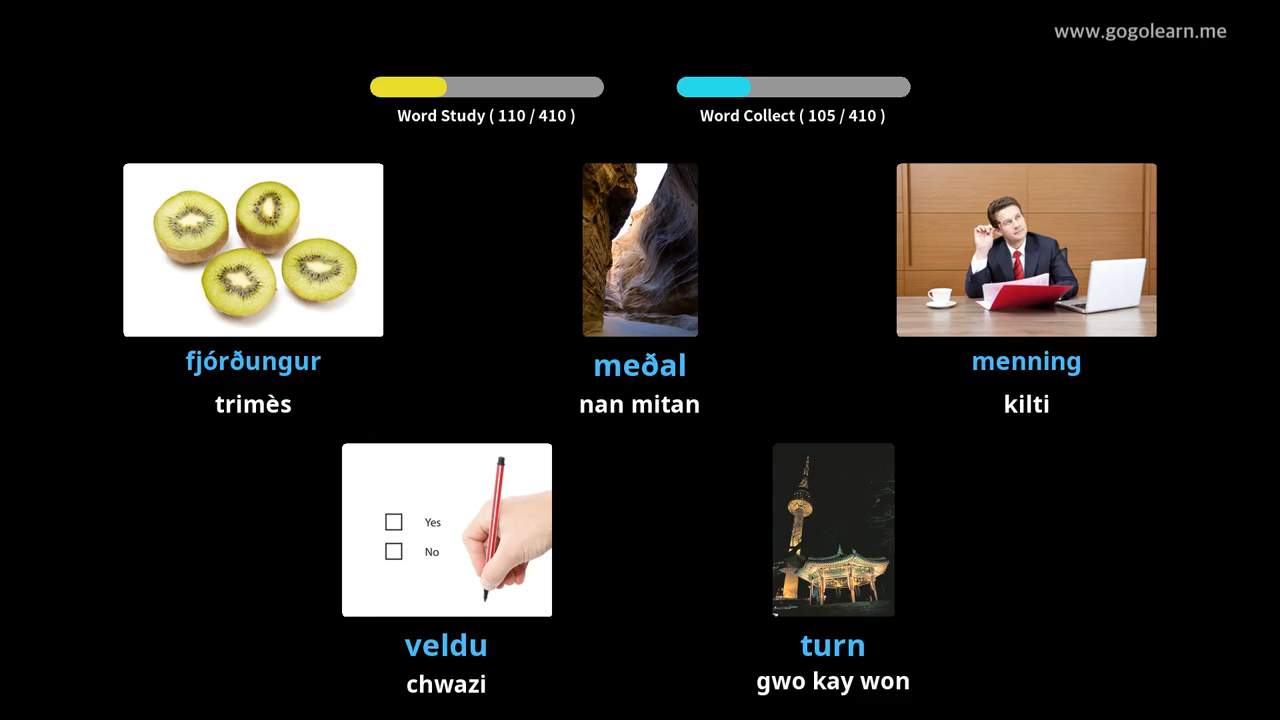 www.gogolearn.me
Word Study ( 110 / 410 )
Word Collect ( 105 / 410 )
fjórðungur
trimès
meðal
nan mitan
menning
kilti
Yes
No
veldu
chwazi
turn
gwo kay won